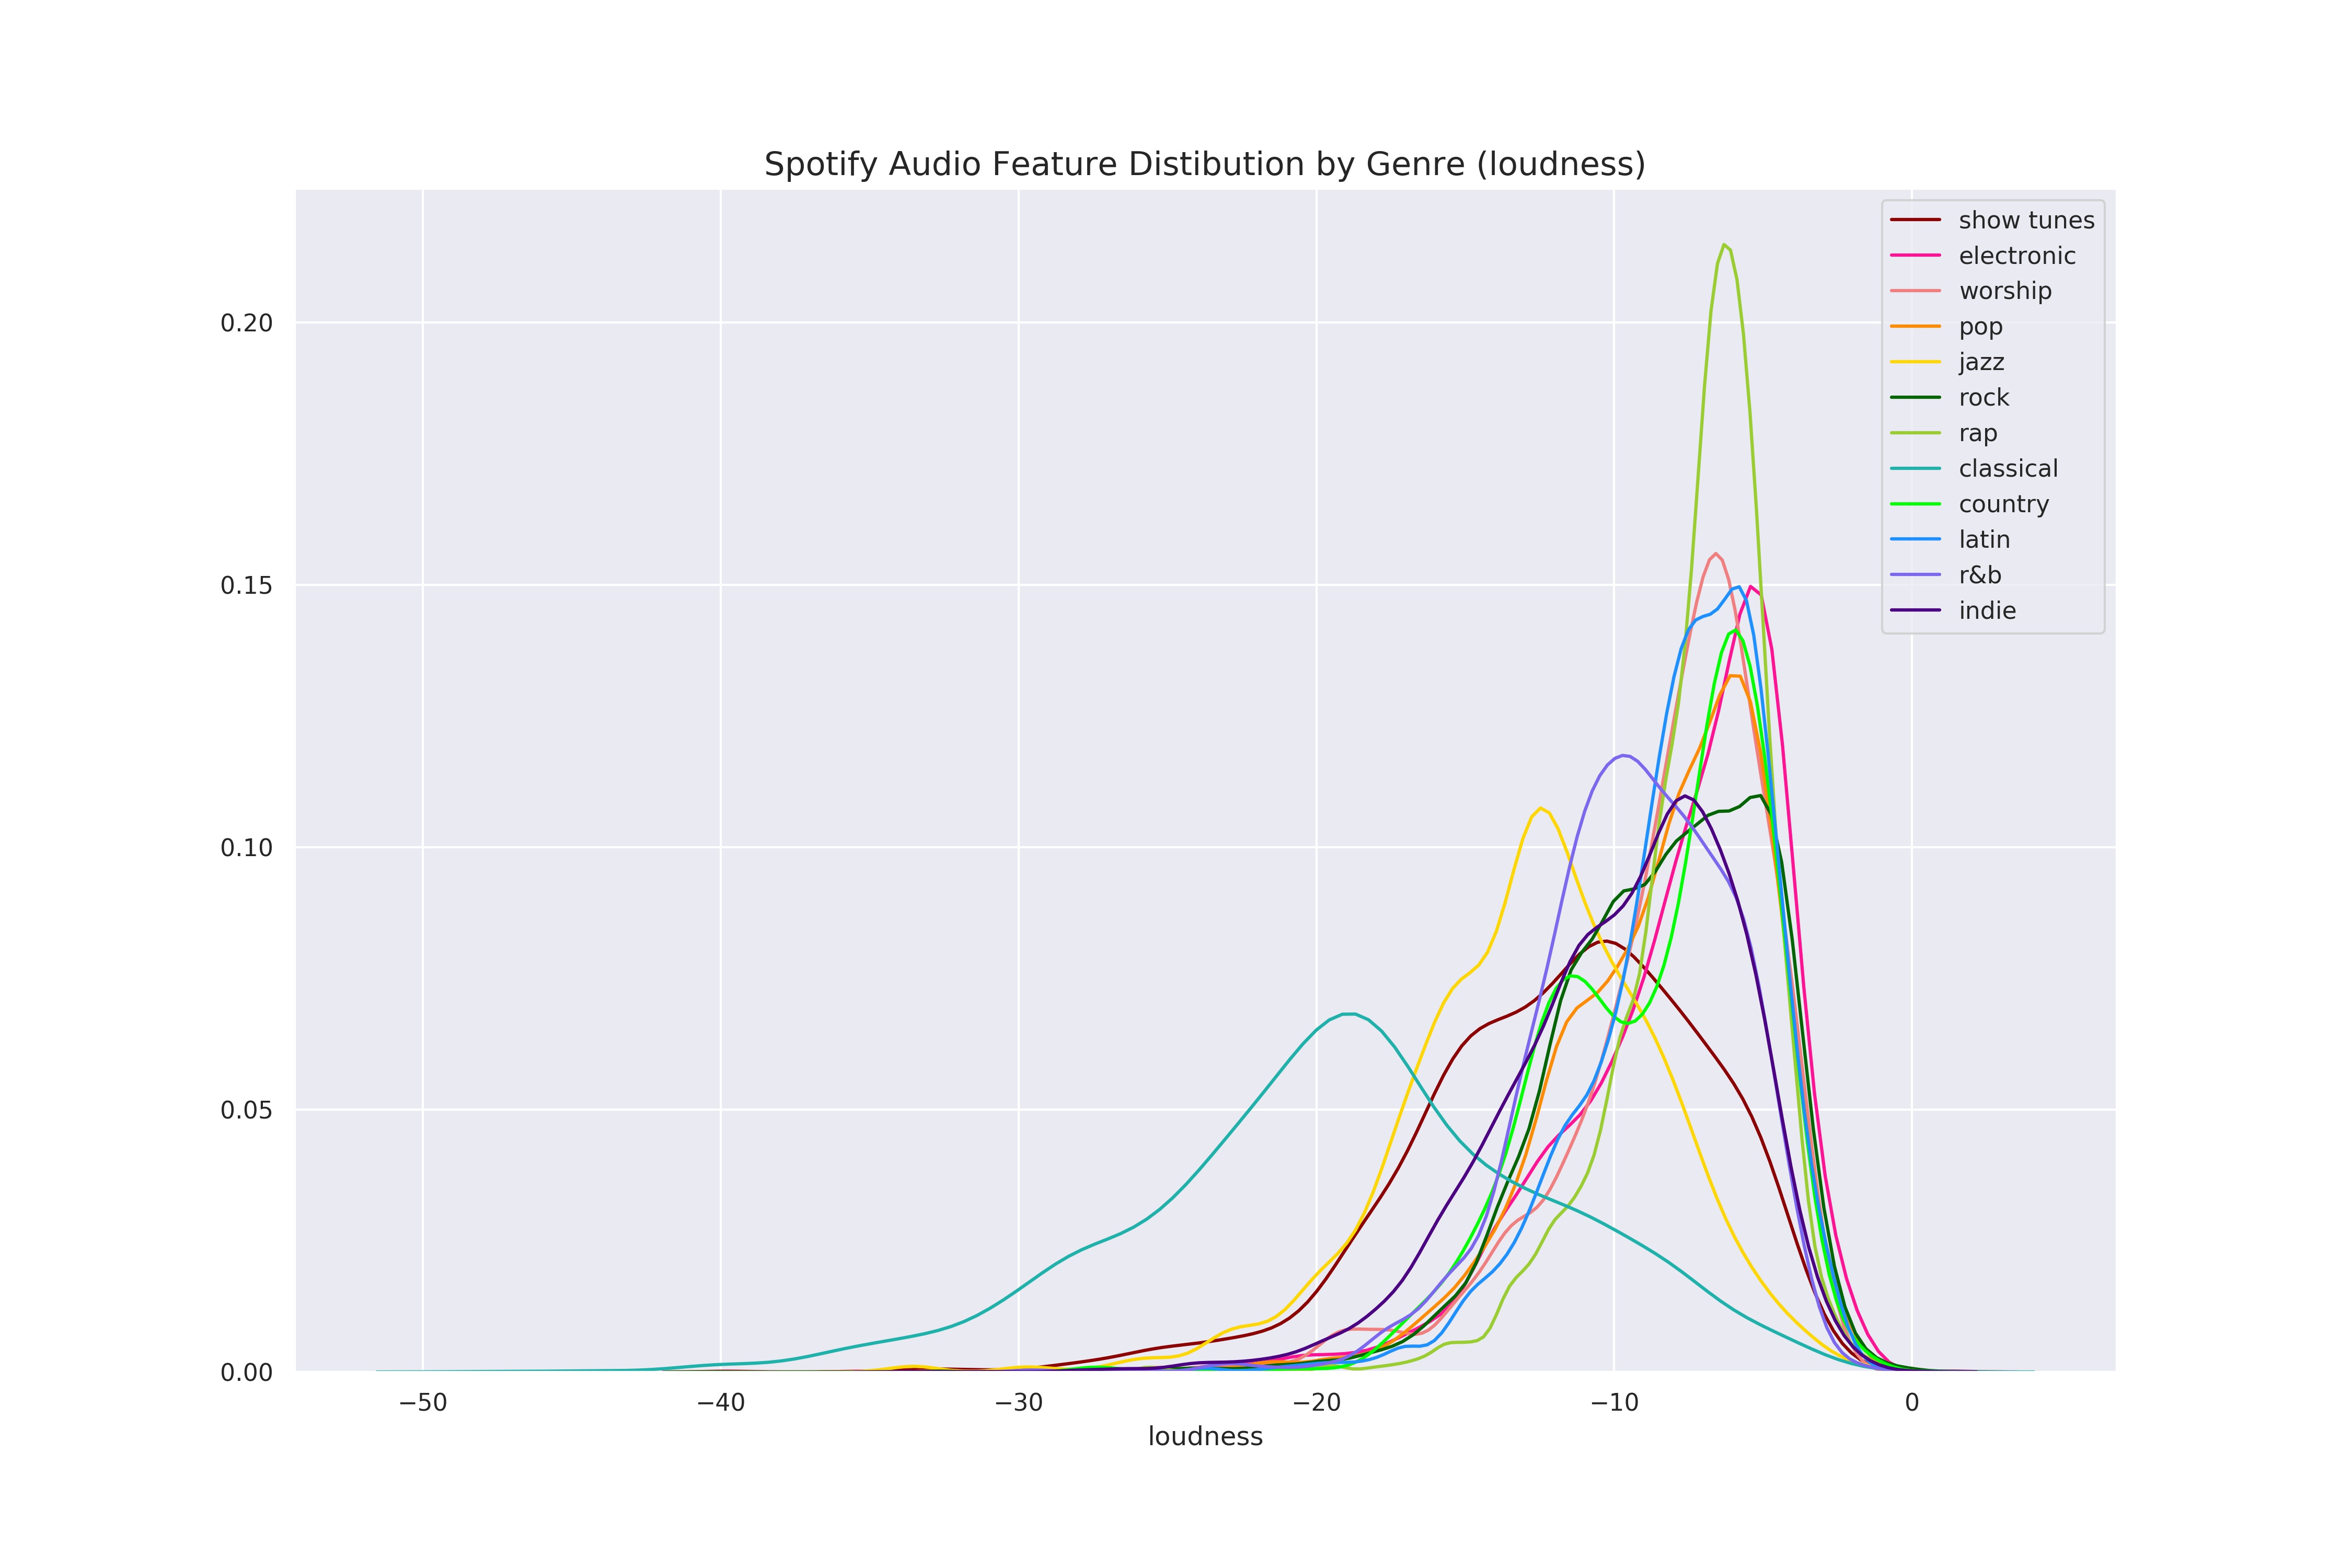 Spotify Audio Feature Distibution by Genre (loudness)
show tunes
electronic
worship
pop
jazz
rock
rap
classical
country
latin
r&b
indie
0.20
0.15
0.10
0.05
0.00
−50 −40 −30 −20 −10 0
loudness